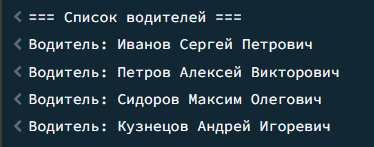 === Список водителей ===
Водитель: Иванов Сергей Петрович
Водитель: Петров Алексей Викторович
Водитель: Сидоров Максим Олегович
Водитель: Кузнецов Андрей Игоревич